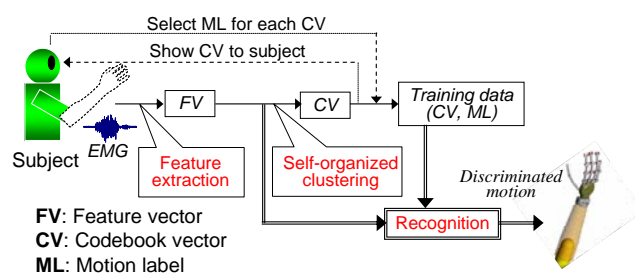 Select ML for each CV
Show CV to subject
FV
CV
Training data
(CV, ML)
EMG
Subject
Feature
extraction
Self-organized
clustering
Discriminated
motion
Recognition
FV: Feature vector
CV: Codebook vector
ML: Motion label